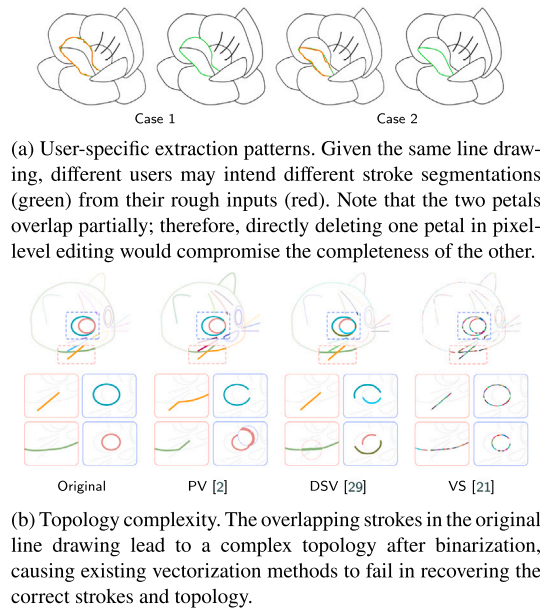 Case 1
Case 2
(a) User-specific extraction patterns. Given the same line draw-
ing, different users may intend different stroke segmentations
(green) from their rough inputs (red). Note that the two petals
overlap partially; therefore, directly deleting one petal in pixel-
level editing would compromise the completeness of the other.
Original
PV [2]
DSV [29]
VS [21]
(b) Topology complexity. The overlapping strokes in the original
line drawing lead to a complex topology after binarization,
causing existing vectorization methods to fail in recovering the
correct strokes and topology.